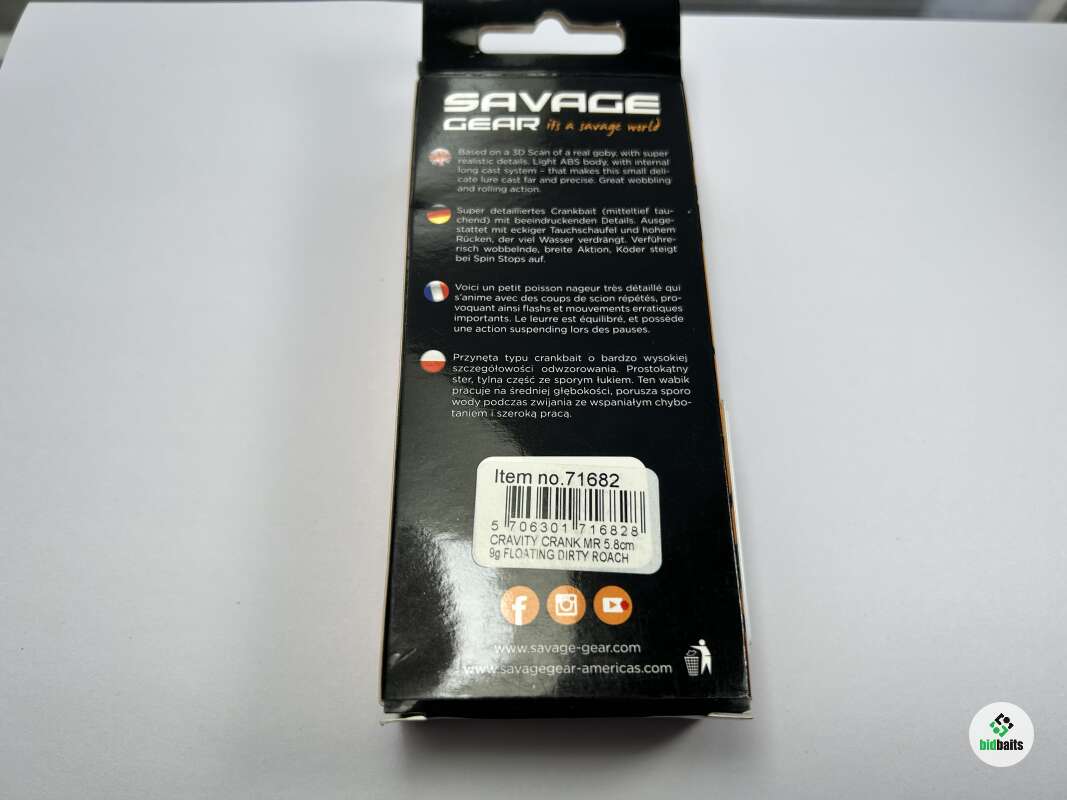 SAVAGE
GEAR it's a savage world
Based on a 3D Scan of a real goby, with super
realistic details. Light ABS body, with internal
long cast system – that makes this small deli-
cate lure cast far and precise. Great wobbling
and rolling action.
Super detailliertes Crankbait (mitteltief tau-
chend) mit beeindruckenden Details. Ausge-
stattet mit eckiger Tauchschaufel und hohem
Rücken, der viel Wasser verdrängt. Verführe-
risch wobbelnde, breite Aktion, Köder steigt
bei Spin Stops auf.
Voici un petit poisson nageur très détaillé qui
s'anime avec des coups de scion répétés, pro-
voquant ainsi flashs et mouvements erratiques
importants. Le leurre est équilibré, et possède
une action suspending lors des pauses.
Przynęta typu crankbait o bardzo wysokiej
szczegółowości odwzorowania. Prostokątny
ster, tylna część ze sporym łukiem. Ten wabik
pracuje na średniej głębokości, porusza sporo
wody podczas zwijania ze wspaniałym chybo-
taniem i szeroką pracą.
Item no.71682
5 706301 716828
CRAVITY CRANK MR 5.8cm
9g FLOATING DIRTY ROACH
www.savage-gear.com
www.savagegear-americas.com
bidbaits